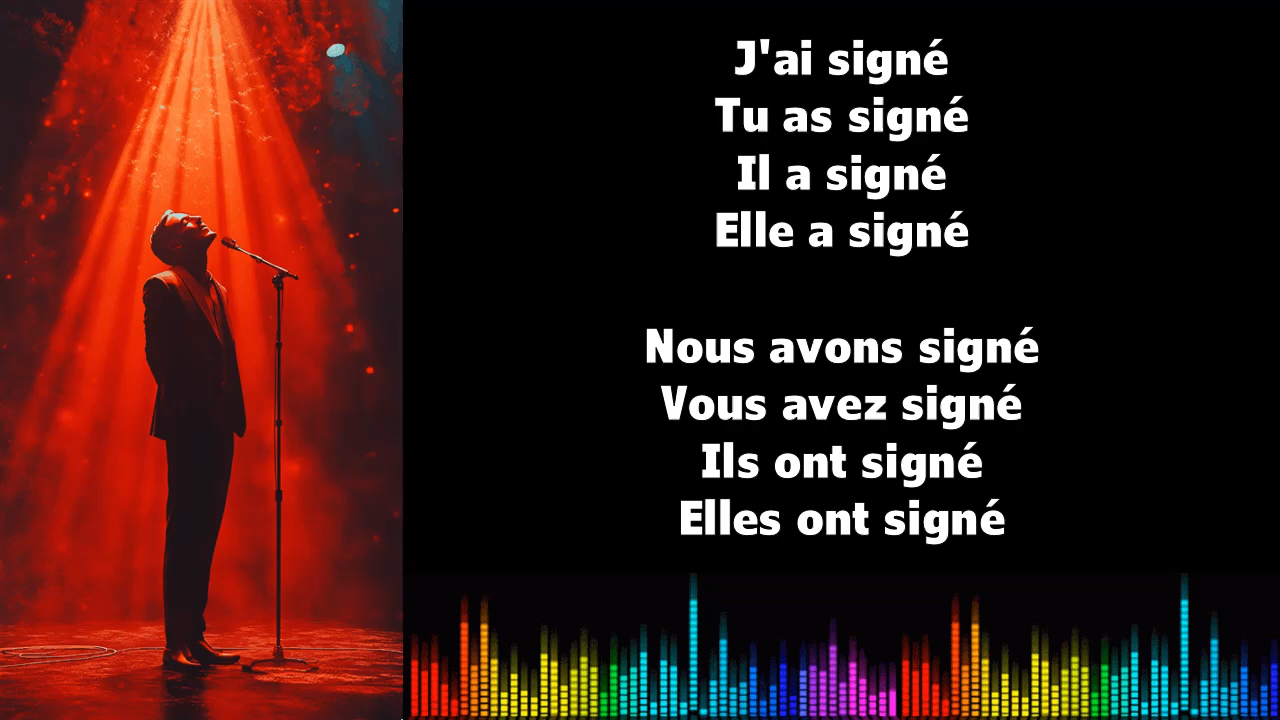 J'ai signé
Tu as signé
Il a signé
Elle a signé
Nous avons signé
Vous avez signé
Ils ont signé
Elles ont signé